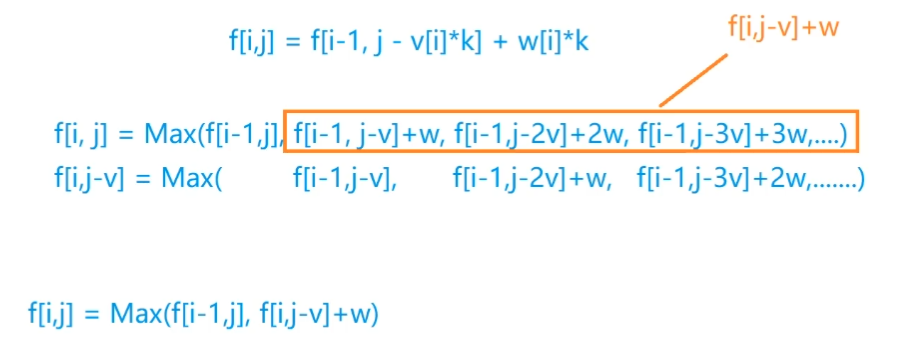 f[i,j] = f[i-1, j - v[i]*k] + w[i]*k
f[i,j-v]+w
f[i, j] = Max(f[i-1,j], f[i-1, j-v]+w, f[i-1,j-2v]+2w, f[i-1,j-3v]+3w,....)
f[i,j-v] = Max( f[i-1,j-v], f[i-1,j-2v]+w, f[i-1,j-3v]+2w,.......)
f[i,j] = Max(f[i-1,j], f[i,j-v]+w)